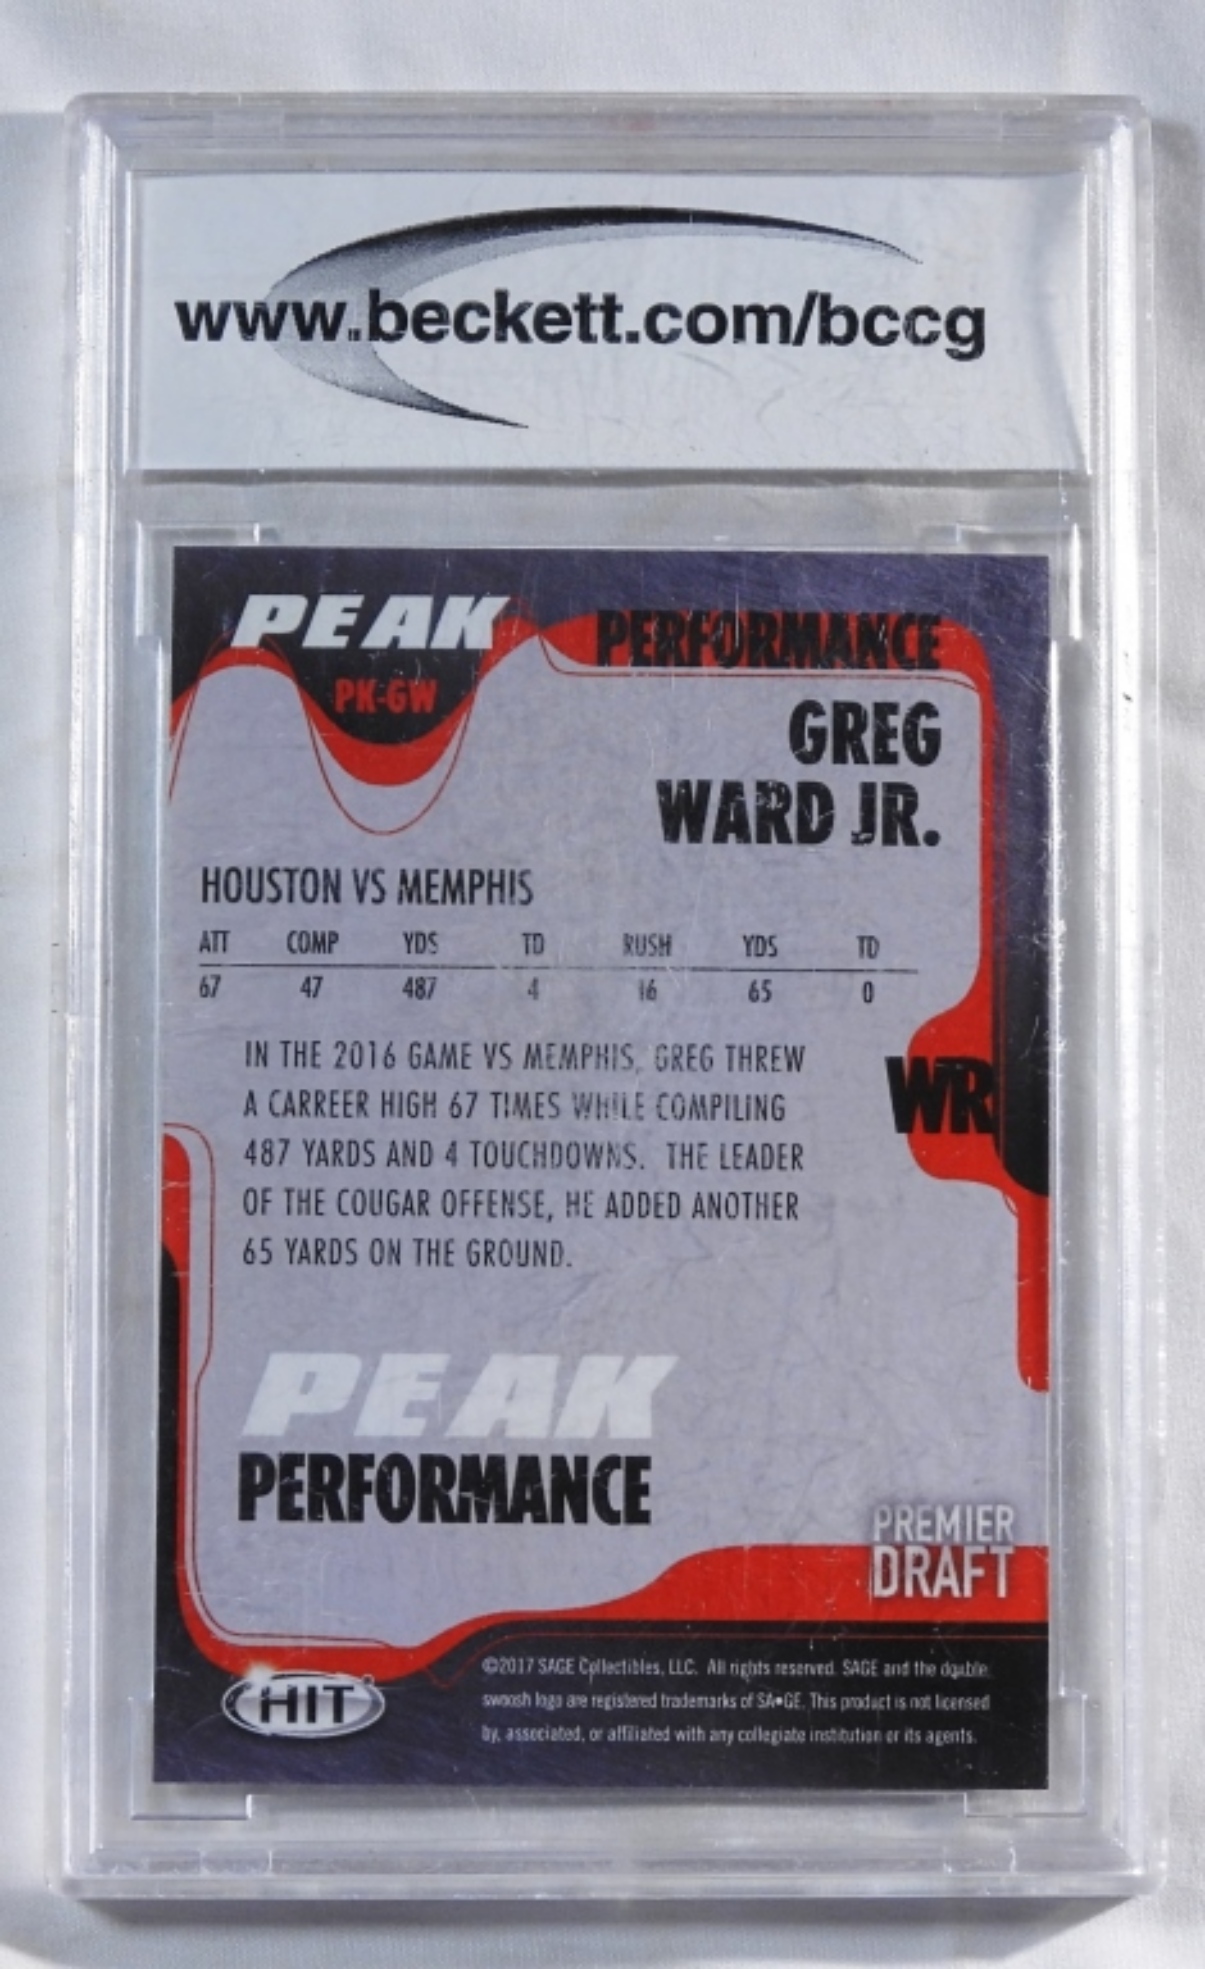 www.beckett.com/bccg
PEAK PERFORMANCE
PK-GW
GREG
WARD JR.
HOUSTON VS MEMPHIS
ATT COMP YDS TD RUSH YDS TD
67 47 487 4 16 65 0
IN THE 2016 GAME VS MEMPHIS, GREG THREW
A CARREER HIGH 67 TIMES WHILE COMPILING
487 YARDS AND 4 TOUCHDOWNS. THE LEADER
OF THE COUGAR OFFENSE, HE ADDED ANOTHER
65 YARDS ON THE GROUND.
WR
PEAK
PERFORMANCE
PREMIER
DRAFT
HIT
©2017 SAGE Collectibles, LLC. All rights reserved. SAGE and the double
swoosh logo are registered trademarks of SA•GE. This product is not licensed
by, associated, or affiliated with any collegiate institution or its agents.